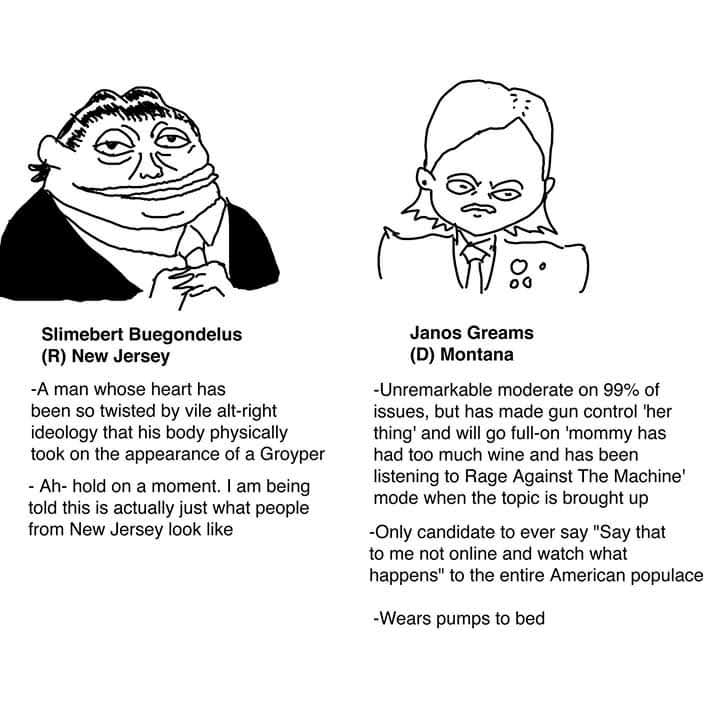 Slimebert Buegondelus
(R) New Jersey
-A man whose heart has
been so twisted by vile alt-right
ideology that his body physically
took on the appearance of a Groyper
- Ah- hold on a moment. I am being
told this is actually just what people
from New Jersey look like
Janos Greams
(D) Montana
-Unremarkable moderate on 99% of
issues, but has made gun control 'her
thing' and will go full-on 'mommy has
had too much wine and has been
listening to Rage Against The Machine'
mode when the topic is brought up
-Only candidate to ever say "Say that
to me not online and watch what
happens" to the entire American populace
-Wears pumps to bed